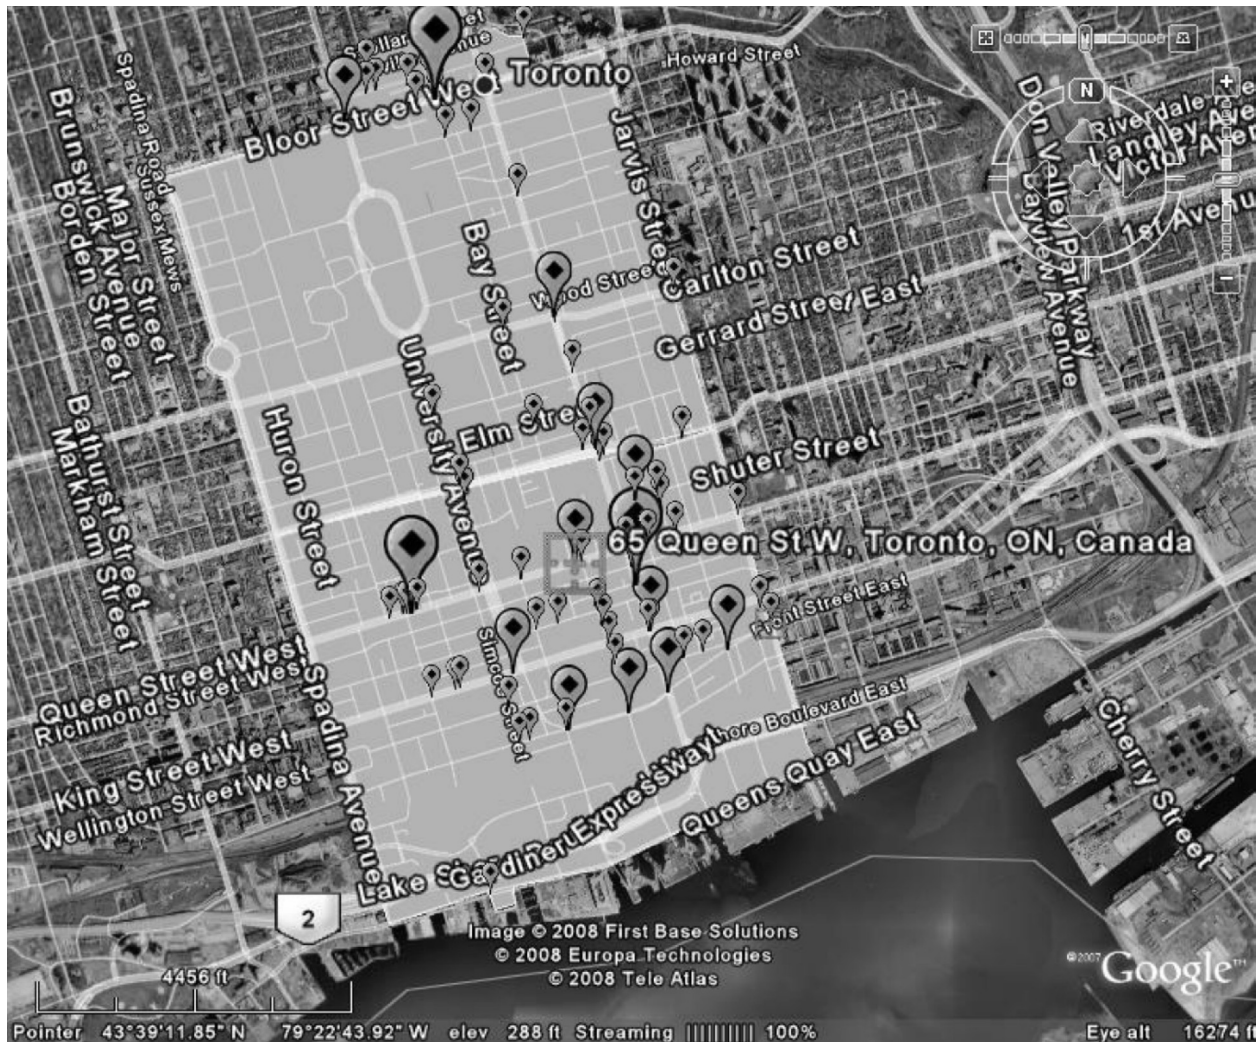 Howard Street
Toronto
Bloor Street West
Spadina Road
Sussex Mews
Brunswick Avenue
Borden Street
Major Street
Jarvis Street
Bay Street
Wood Street
Carlton Street
Gerrard Street East
Don Valley Parkway
Bayview Avenue
N
Riverdale
Langley Ave
Victor Ave
1st Avenue
University Avenue
Elm Street
Huron Street
Bathurst Street
Markham Street
Shuter Street
65 Queen St W, Toronto, ON, Canada
Front Street East
Simcoe Street
Queen Street West
Richmond Street West
Spadina Avenue
King Street West
Wellington Street West
hore Boulevard East
Queens Quay East
Cherry Street
Gardiner Expressway
Lake S
2
Image © 2008 First Base Solutions
© 2008 Europa Technologies
© 2008 Tele Atlas
4456 ft
©2007 Google™
Pointer 43°39'11.85" N 79°22'43.92" W elev 288 ft Streaming |||||||||| 100% Eye alt 16274 ft